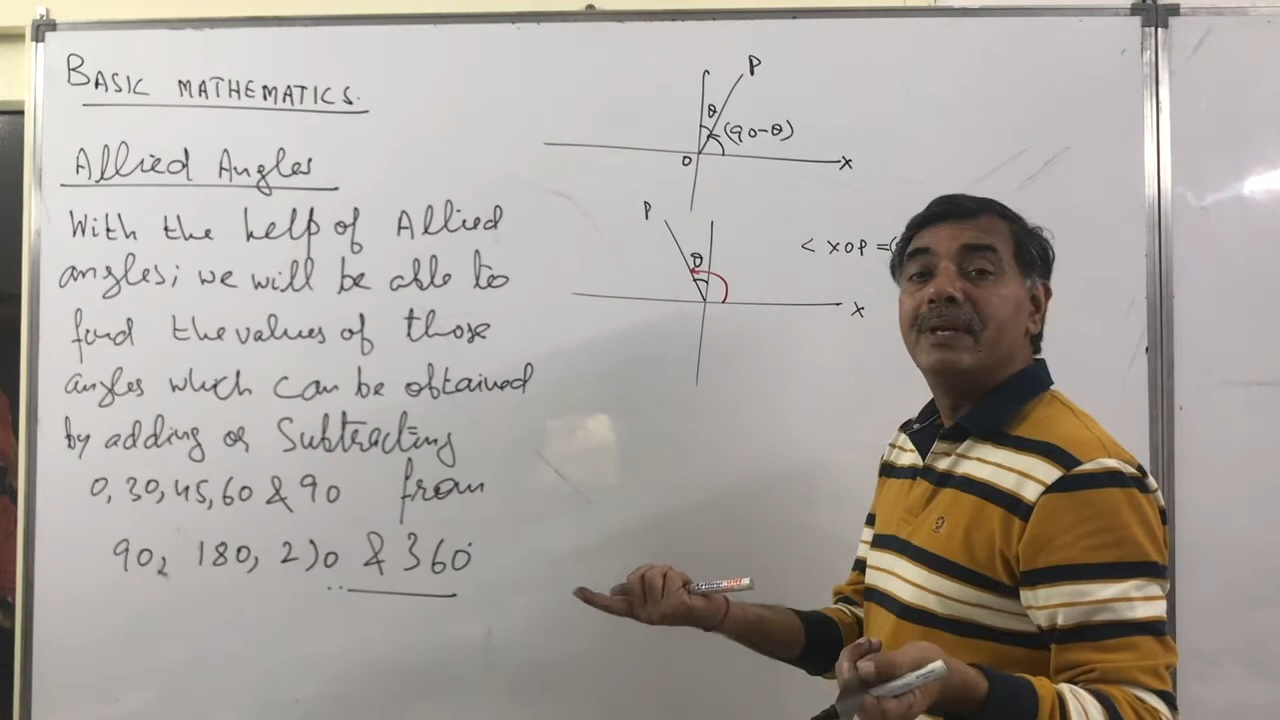 BASIC MATHEMATICS.
Allied Angles
With the help of Allied
angles; we will be able to
find the values of those
angles which can be obtained
by adding or Subtracting
0, 30, 45, 60 & 90 from
90, 180, 270 & 360
P
θ
(90-θ)
O
X
P
θ
X
< XOP =(
Artline